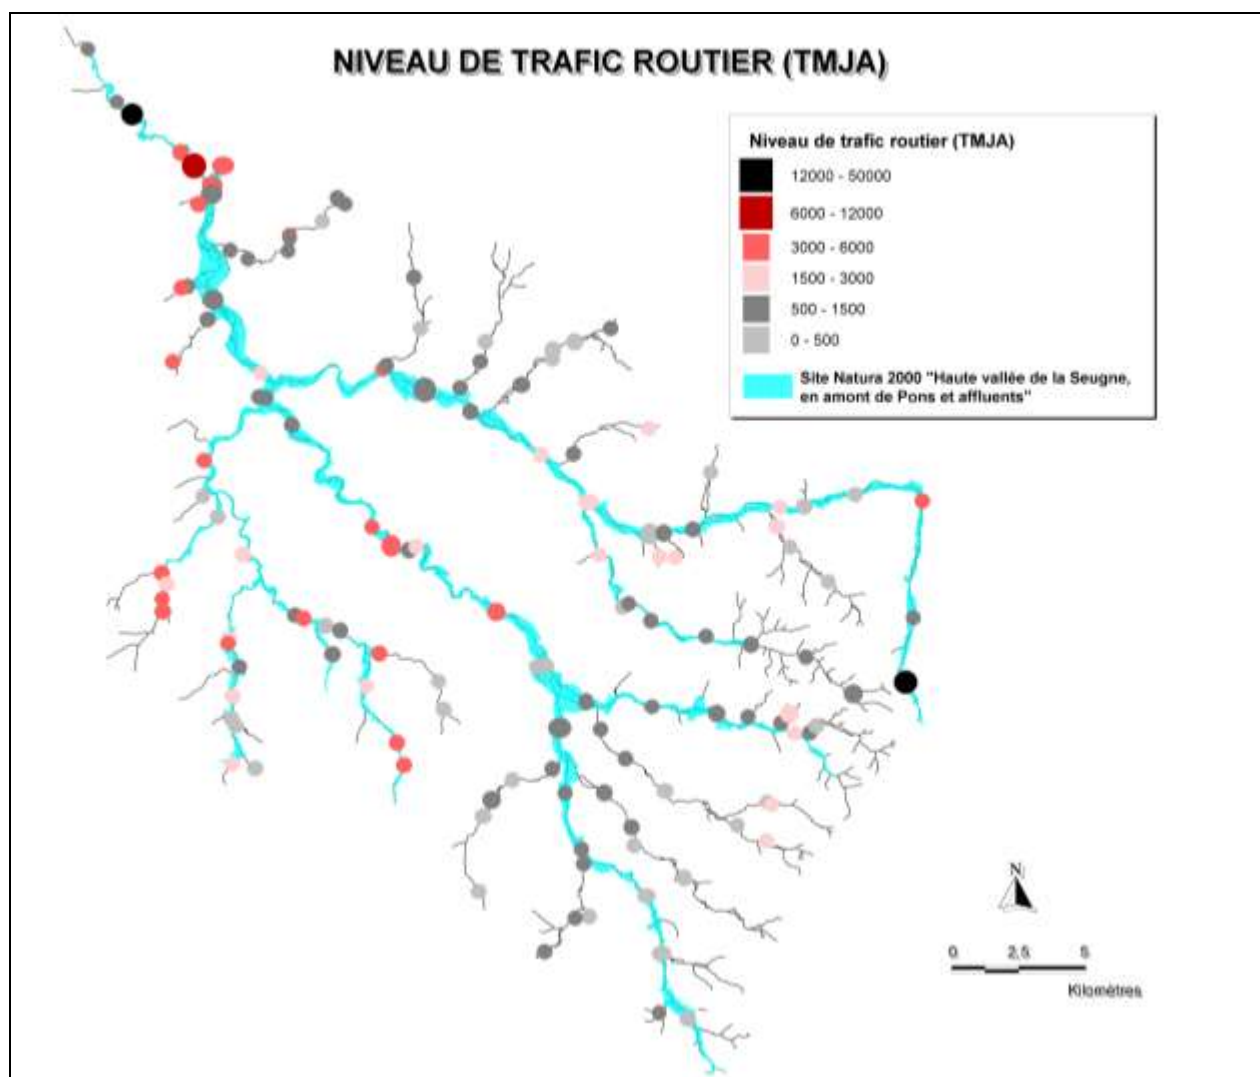 NIVEAU DE TRAFIC ROUTIER (TMJA)
Niveau de trafic routier (TMJA)
12000 - 50000
6000 - 12000
3000 - 6000
1500 - 3000
500 - 1500
0 - 500
Site Natura 2000 "Haute vallée de la Seugne,
en amont de Pons et affluents"
N
0 2,5 5
Kilomètres